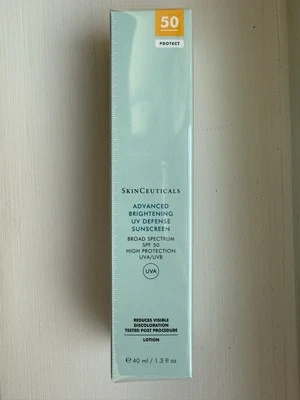 50
PROTECT
SKINCEUTICALS
ADVANCED
BRIGHTENING
UV DEFENSE
SUNSCREEN
BROAD SPECTRUM
SPF 50
HIGH PROTECTION
UVA/UVB
UVA
REDUCES VISIBLE
DISCOLORATION
TESTED POST PROCEDURE
LOTION
℮ 40 ml / 1.3 fl oz